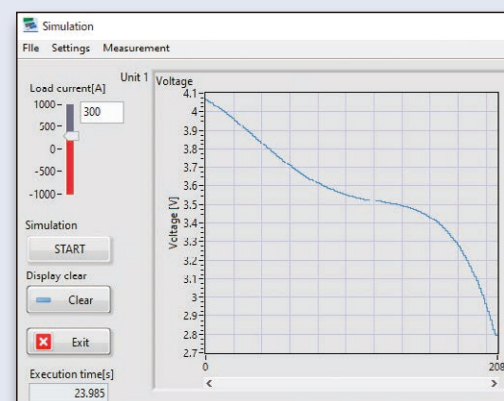 Simulation
FIle Settings Measurement
Load current[A]
1000
500
0
-500
-1000
300
Simulation
START
Display clear
Clear
Exit
Execution time[s]
23.985
Unit 1
Voltage
Voltage [V]
4.1
4
3.9
3.8
3.7
3.6
3.5
3.4
3.3
3.2
3.1
3
2.9
2.8
2.7
0
208